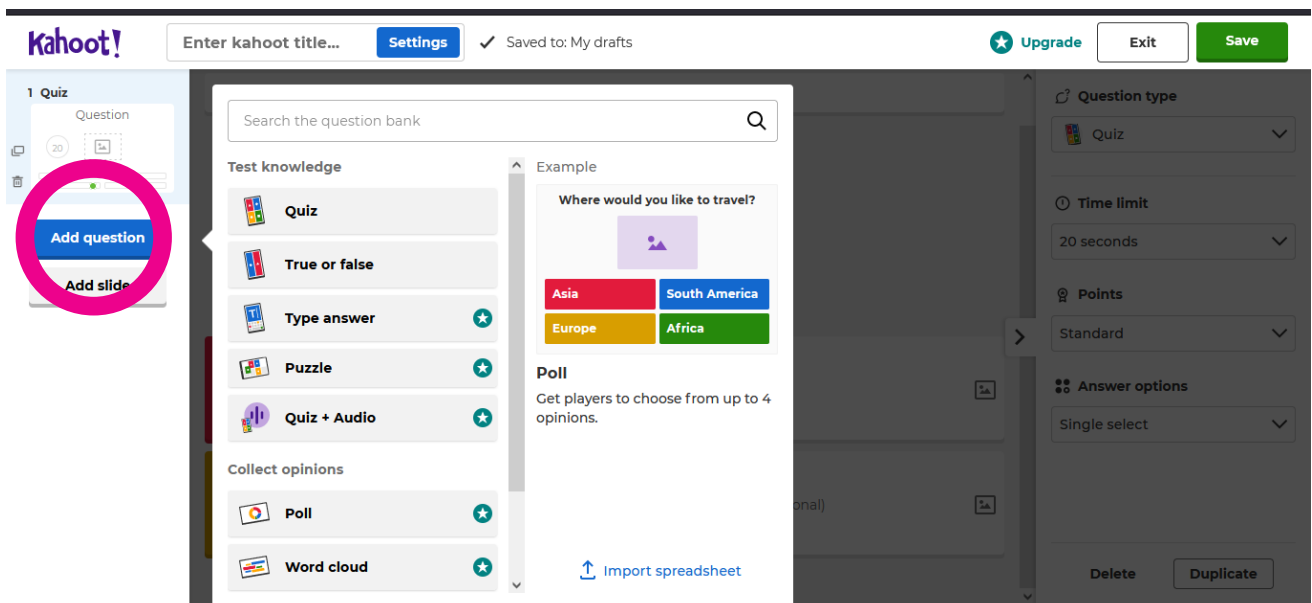 Kahoot!
Enter kahoot title...
Settings
Saved to: My drafts
Upgrade
Exit
Save
1 Quiz
Question
20
Add question
Add slide
Search the question bank
Test knowledge
Quiz
True or false
Type answer
Puzzle
Quiz + Audio
Collect opinions
Poll
Word cloud
Example
Where would you like to travel?
Asia
South America
Europe
Africa
Poll
Get players to choose from up to 4
opinions.
Import spreadsheet
onal)
Question type
Quiz
Time limit
20 seconds
Points
Standard
Answer options
Single select
Delete
Duplicate